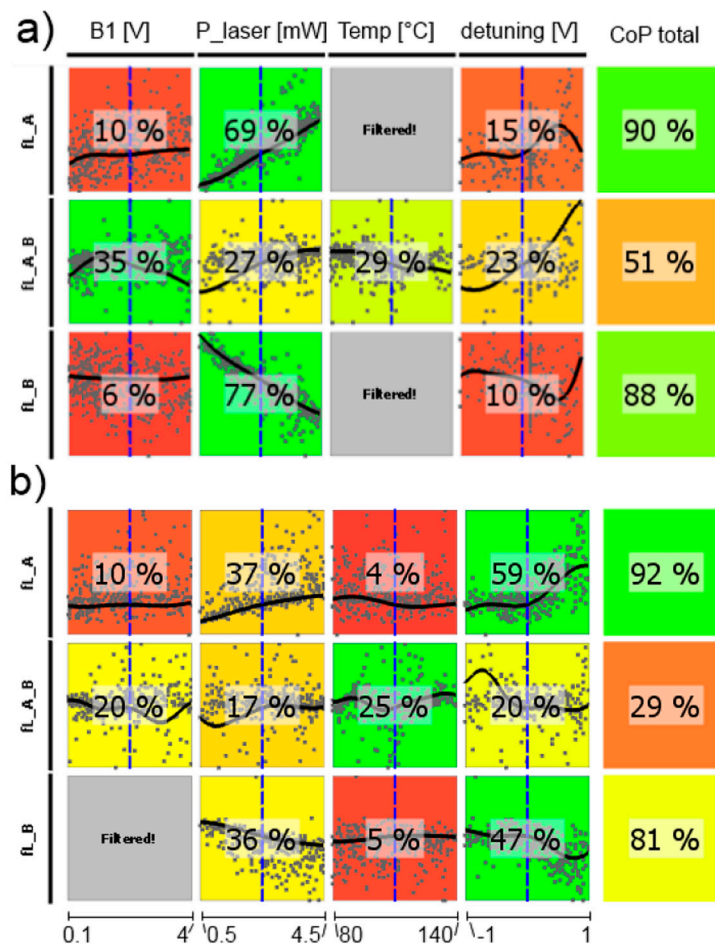 a)
B1 [V] P_laser [mW] Temp [°C] detuning [V] CoP total
fL_A 10 % 69 % Filtered! 15 % 90 %
fL_A_B 35 % 27 % 29 % 23 % 51 %
fL_B 6 % 77 % Filtered! 10 % 88 %
b)
fL_A 10 % 37 % 4 % 59 % 92 %
fL_A_B 20 % 17 % 25 % 20 % 29 %
fL_B Filtered! 36 % 5 % 47 % 81 %
0.1 4 0.5 4.5 80 140 -1 1